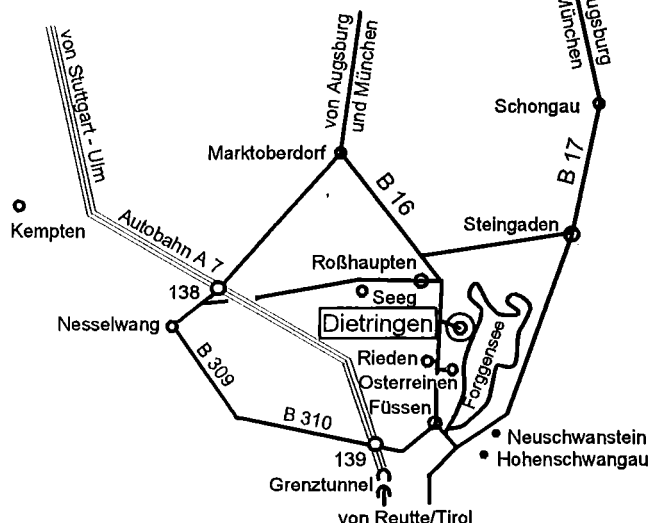 von Stuttgart - Ulm
von Augsburg
und München
Augsburg
München
Schongau
Marktoberdorf
B 17
B 16
Kempten
Steingaden
Autobahn A 7
Roßhaupten
138
Seeg
Nesselwang
Dietringen
Forggensee
Rieden
Osterreinen
B 309
Füssen
B 310
Neuschwanstein
139
Hohenschwangau
Grenztunnel
von Reutte/Tirol